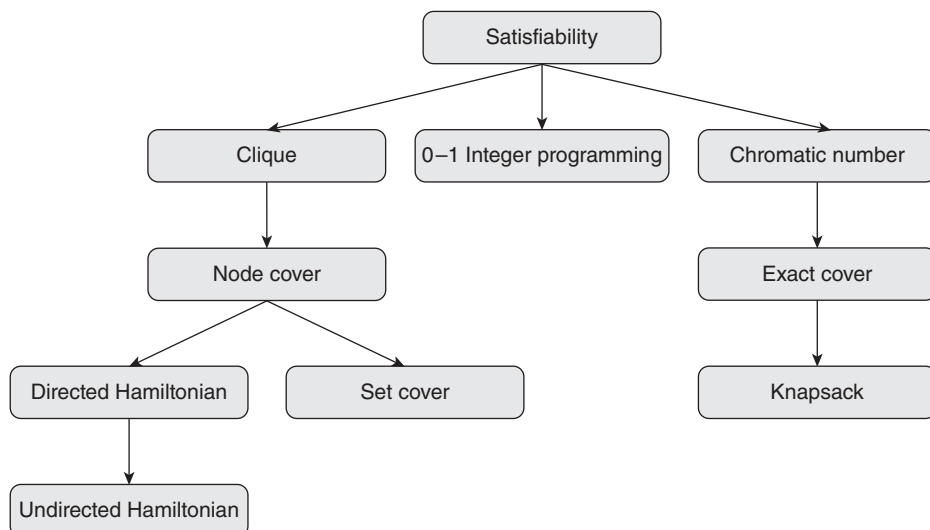 Satisfiability
Clique
0–1 Integer programming
Chromatic number
Node cover
Exact cover
Directed Hamiltonian
Set cover
Knapsack
Undirected Hamiltonian